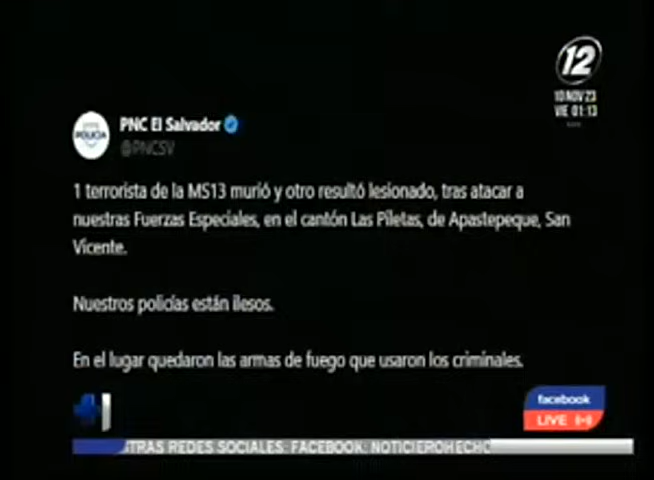 12
10 NOV 23
VIE 01:13
POLICIA
PNC El Salvador
@PNCSV
1 terrorista de la MS13 murió y otro resultó lesionado, tras atacar a
nuestras Fuerzas Especiales, en el cantón Las Piletas, de Apastepeque, San
Vicente.
Nuestros policías están ilesos.
En el lugar quedaron las armas de fuego que usaron los criminales.
facebook
LIVE
STRAS REDES SOCIALES: FACEBOOK: NOTICIEROHECHO